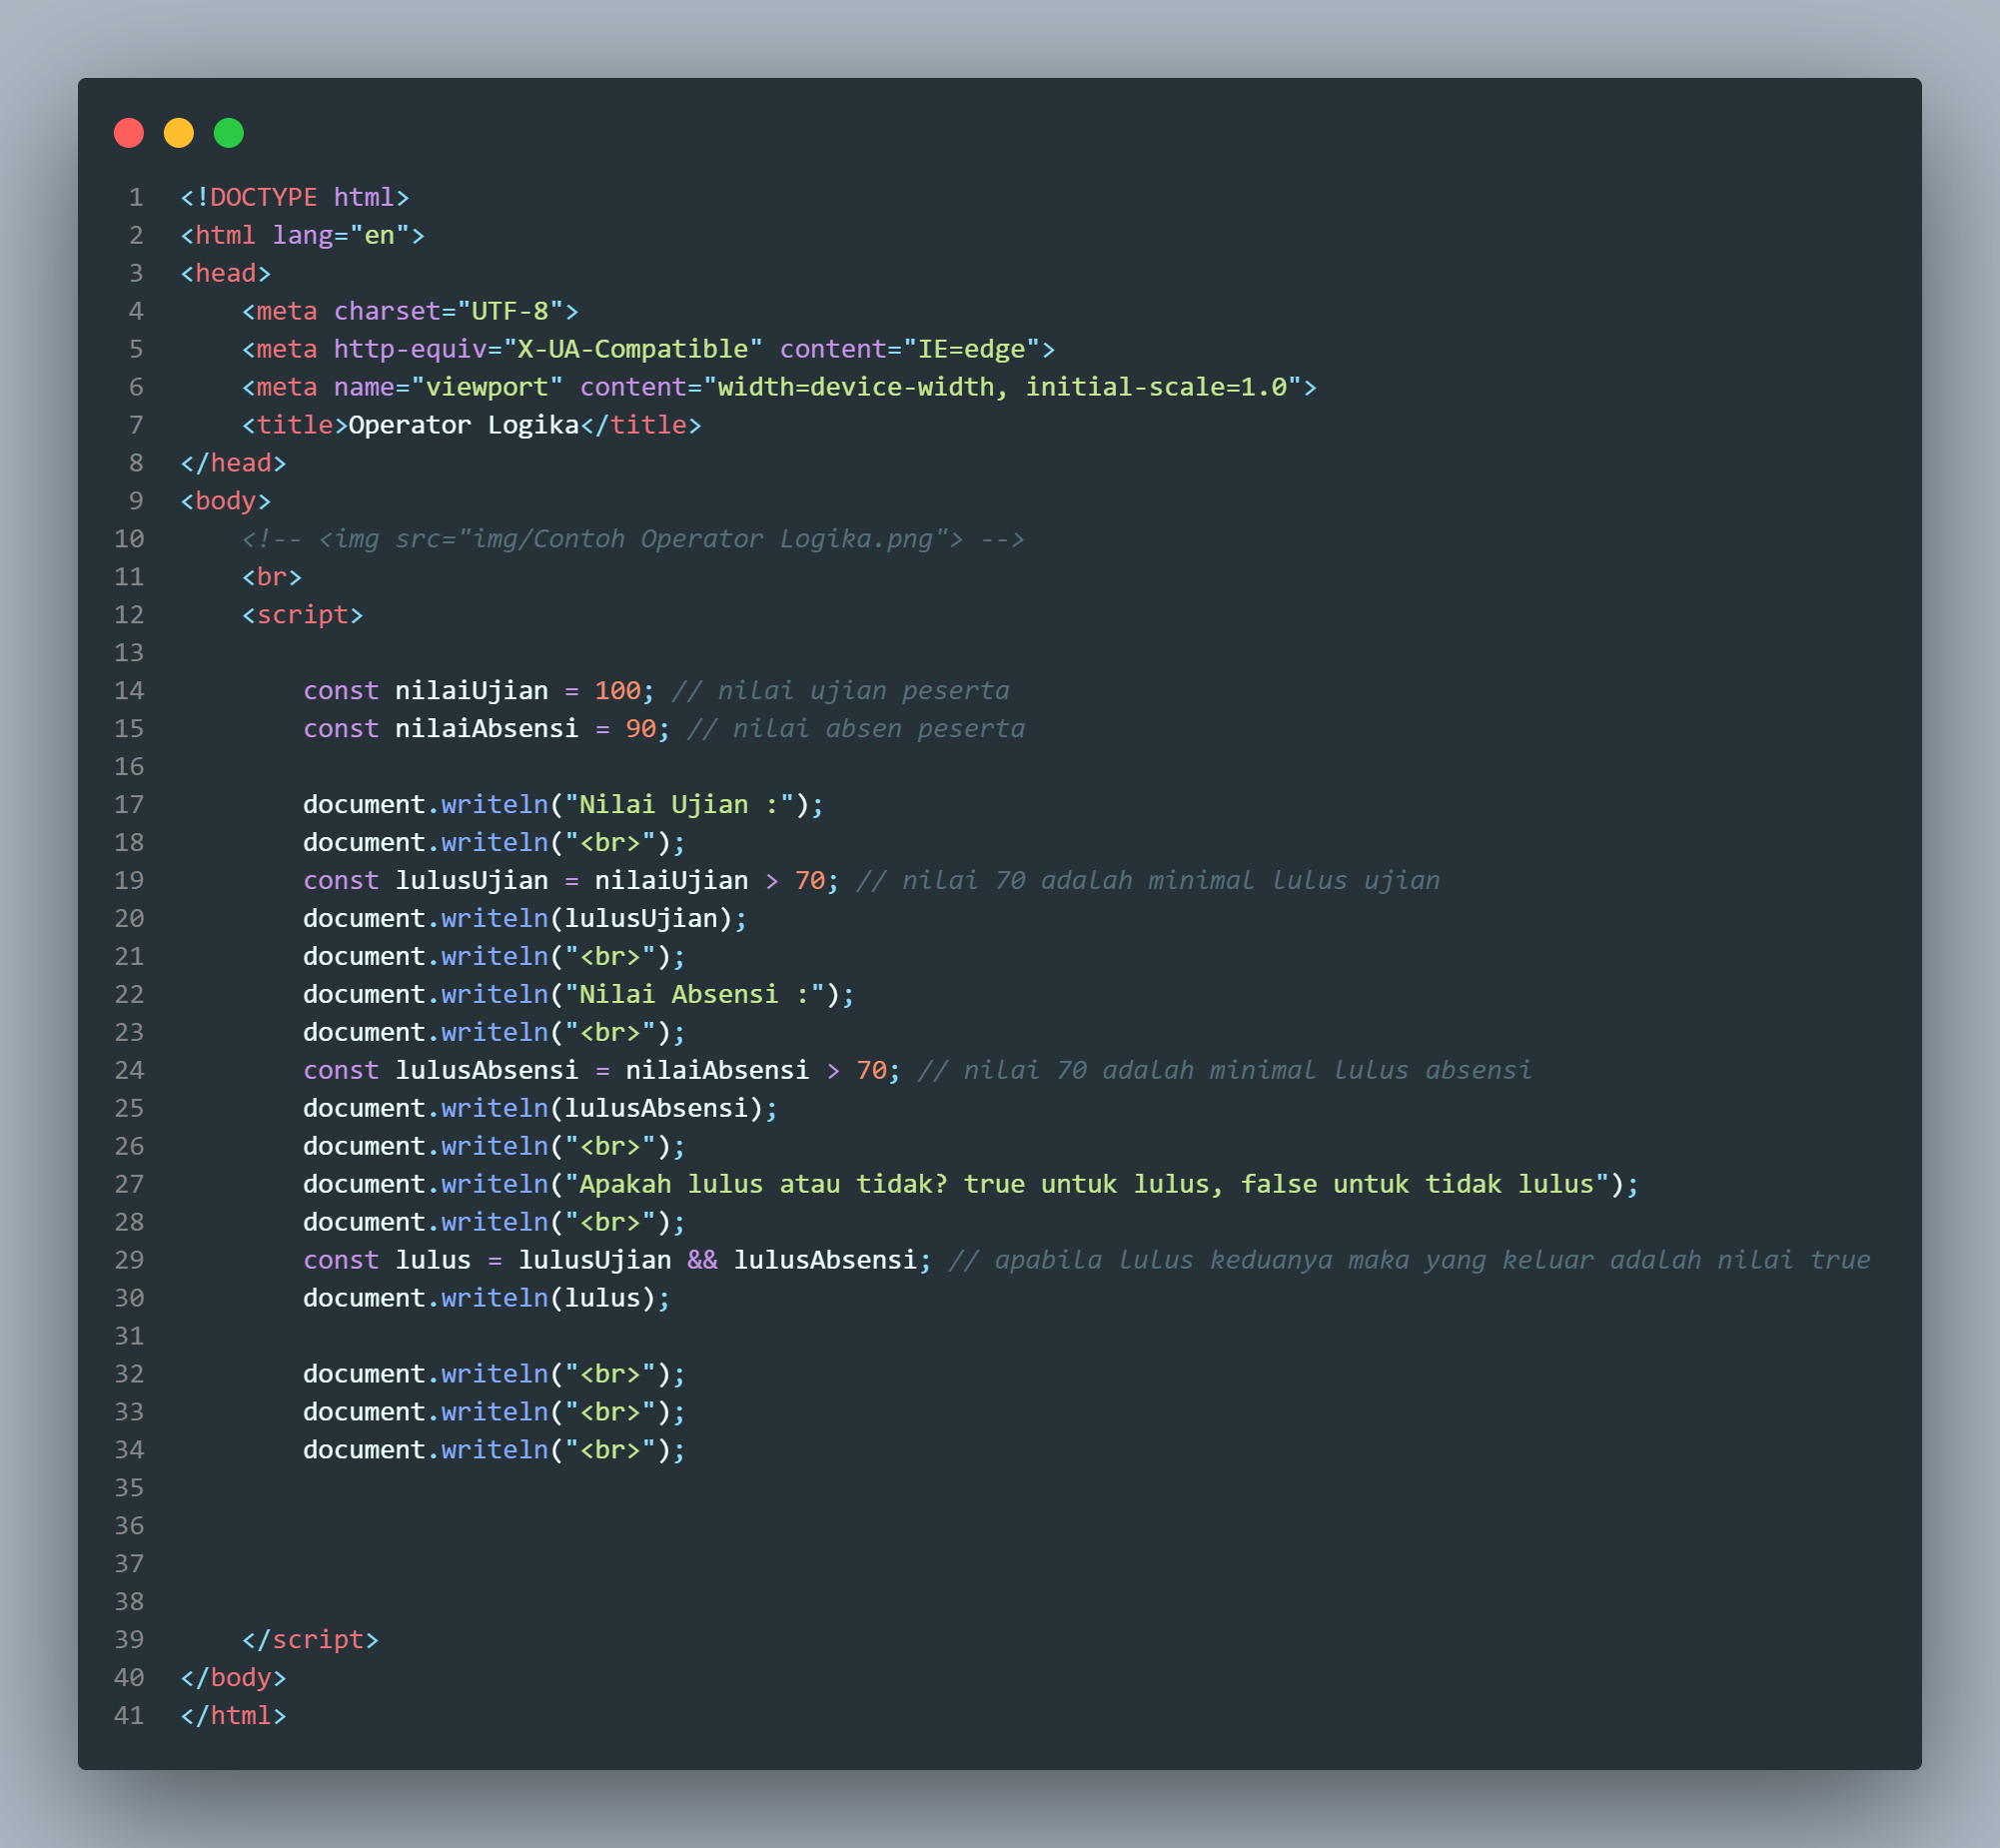 1 <!DOCTYPE html>
2 <html lang="en">
3 <head>
4     <meta charset="UTF-8">
5     <meta http-equiv="X-UA-Compatible" content="IE=edge">
6     <meta name="viewport" content="width=device-width, initial-scale=1.0">
7     <title>Operator Logika</title>
8 </head>
9 <body>
10     <!-- <img src="img/Contoh Operator Logika.png"> -->
11     <br>
12     <script>
13
14         const nilaiUjian = 100; // nilai ujian peserta
15         const nilaiAbsensi = 90; // nilai absen peserta
16
17         document.writeln("Nilai Ujian :");
18         document.writeln("<br>");
19         const lulusUjian = nilaiUjian > 70; // nilai 70 adalah minimal lulus ujian
20         document.writeln(lulusUjian);
21         document.writeln("<br>");
22         document.writeln("Nilai Absensi :");
23         document.writeln("<br>");
24         const lulusAbsensi = nilaiAbsensi > 70; // nilai 70 adalah minimal lulus absensi
25         document.writeln(lulusAbsensi);
26         document.writeln("<br>");
27         document.writeln("Apakah lulus atau tidak? true untuk lulus, false untuk tidak lulus");
28         document.writeln("<br>");
29         const lulus = lulusUjian && lulusAbsensi; // apabila lulus keduanya maka yang keluar adalah nilai true
30         document.writeln(lulus);
31
32         document.writeln("<br>");
33         document.writeln("<br>");
34         document.writeln("<br>");
35
36
37
38
39     </script>
40 </body>
41 </html>